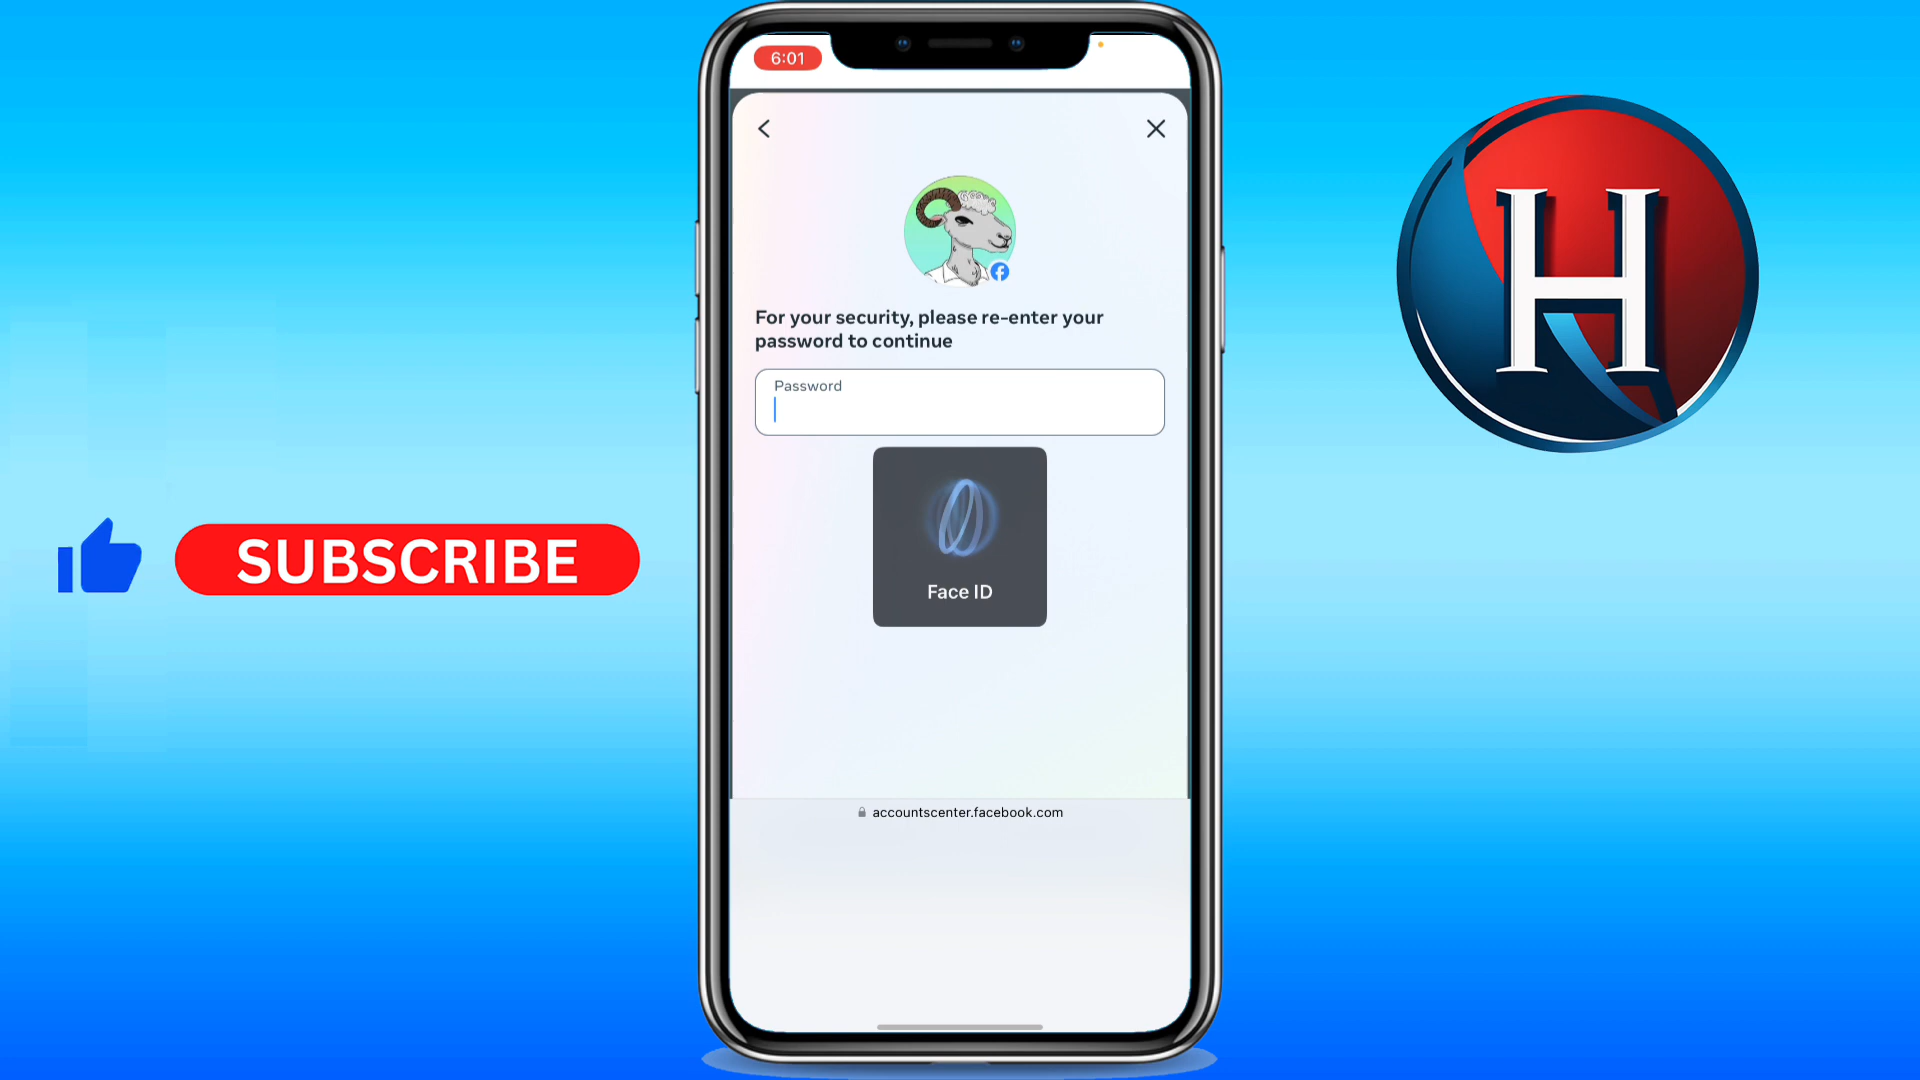 6:01
For your security, please re-enter your
password to continue
Password
Face ID
accountscenter.facebook.com
SUBSCRIBE
H